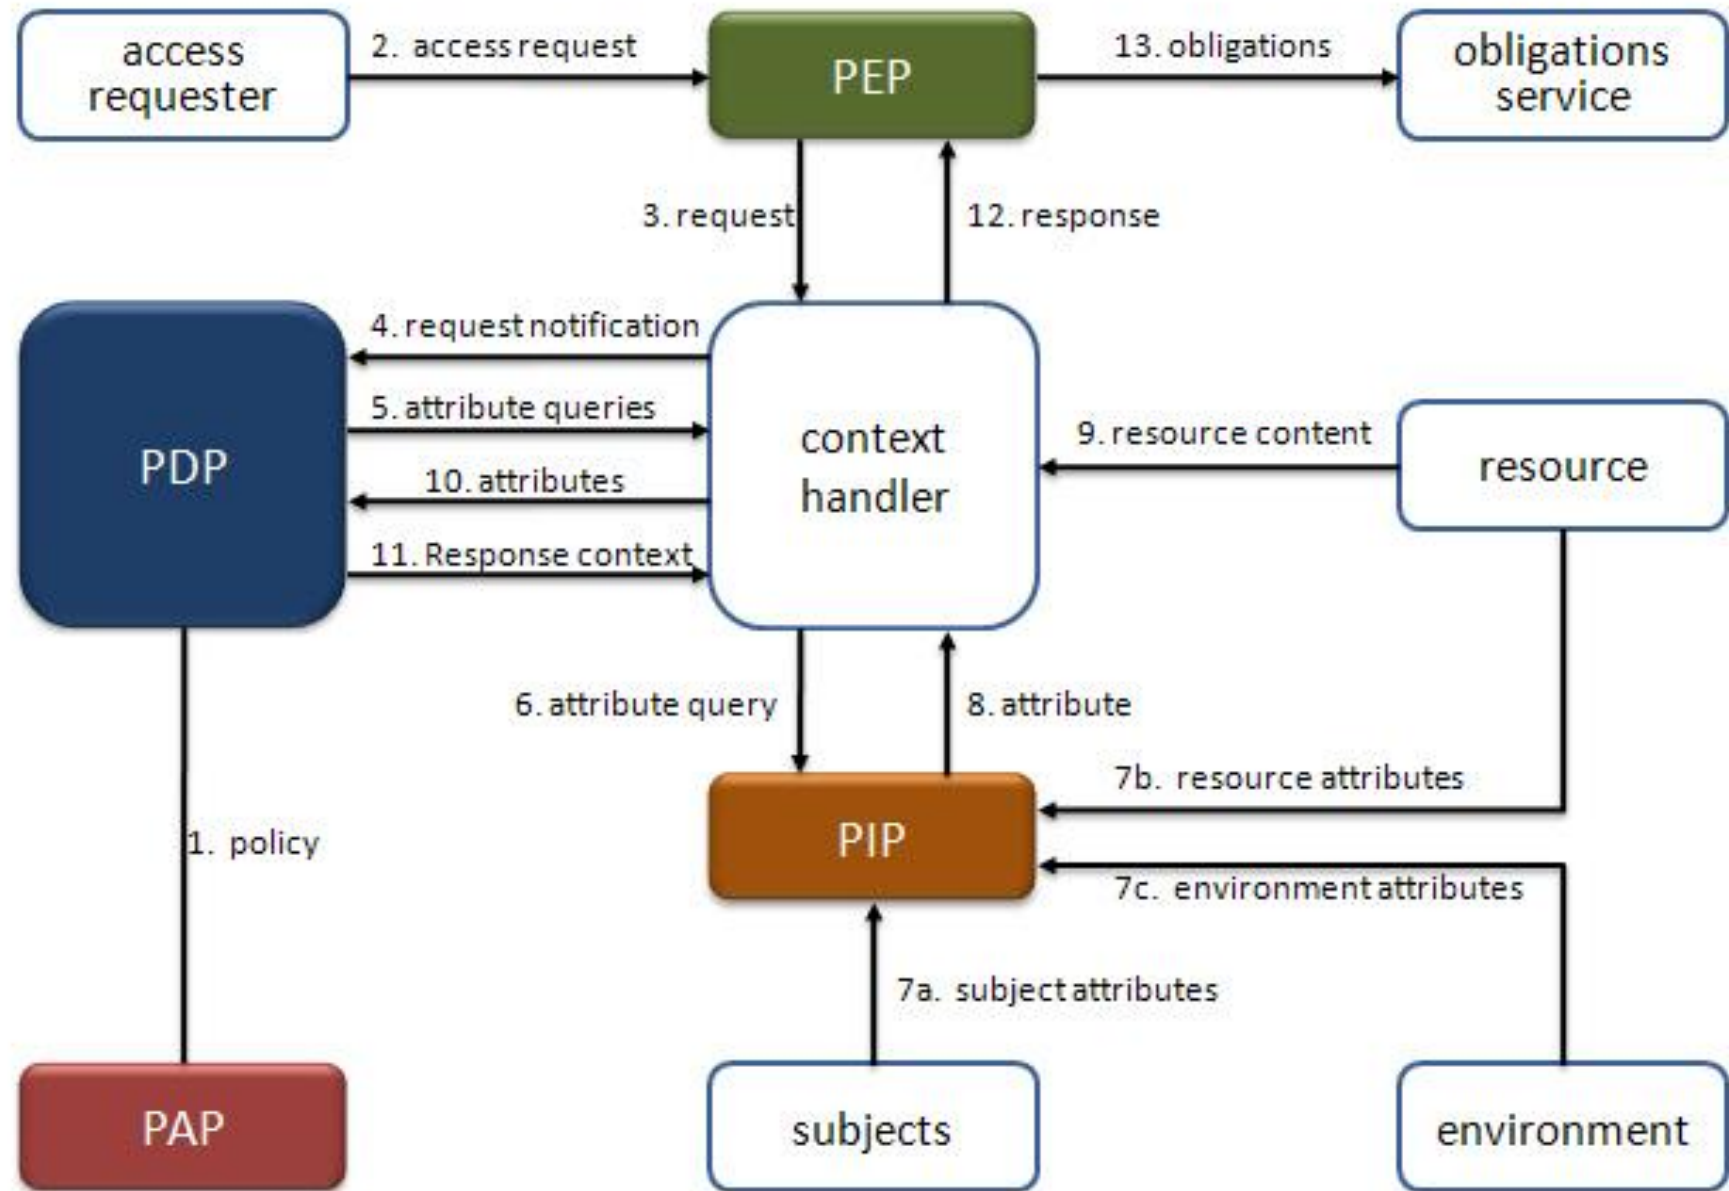 access
requester
2. access request
PEP
13. obligations
obligations
service
3. request
12. response
4. request notification
5. attribute queries
PDP
10. attributes
11. Response context
context
handler
9. resource content
resource
6. attribute query
8. attribute
7b. resource attributes
PIP
1. policy
7c. environment attributes
7a. subject attributes
PAP
subjects
environment